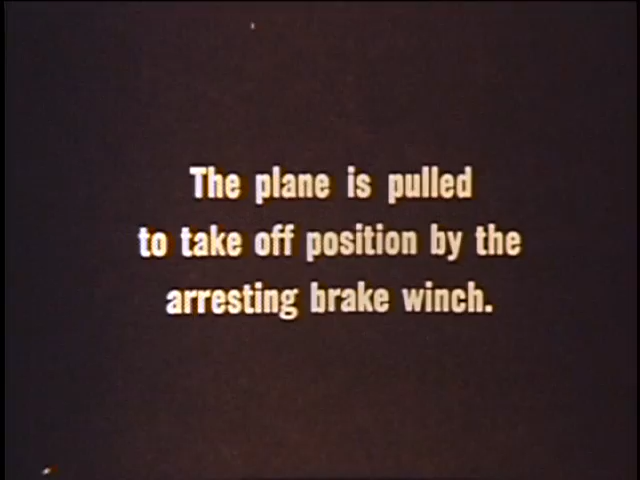 The plane is pulled
to take off position by the
arresting brake winch.